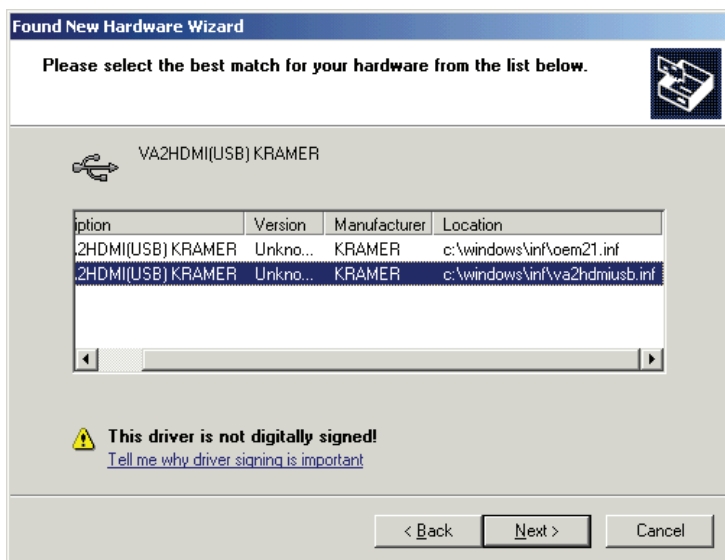 Found New Hardware Wizard
Please select the best match for your hardware from the list below.
VA2HDMI(USB) KRAMER
iption Version Manufacturer Location
.2HDMI(USB) KRAMER Unkno... KRAMER c:\windows\inf\oem21.inf
.2HDMI(USB) KRAMER Unkno... KRAMER c:\windows\inf\va2hdmiusb.inf
This driver is not digitally signed!
Tell me why driver signing is important
< Back Next > Cancel